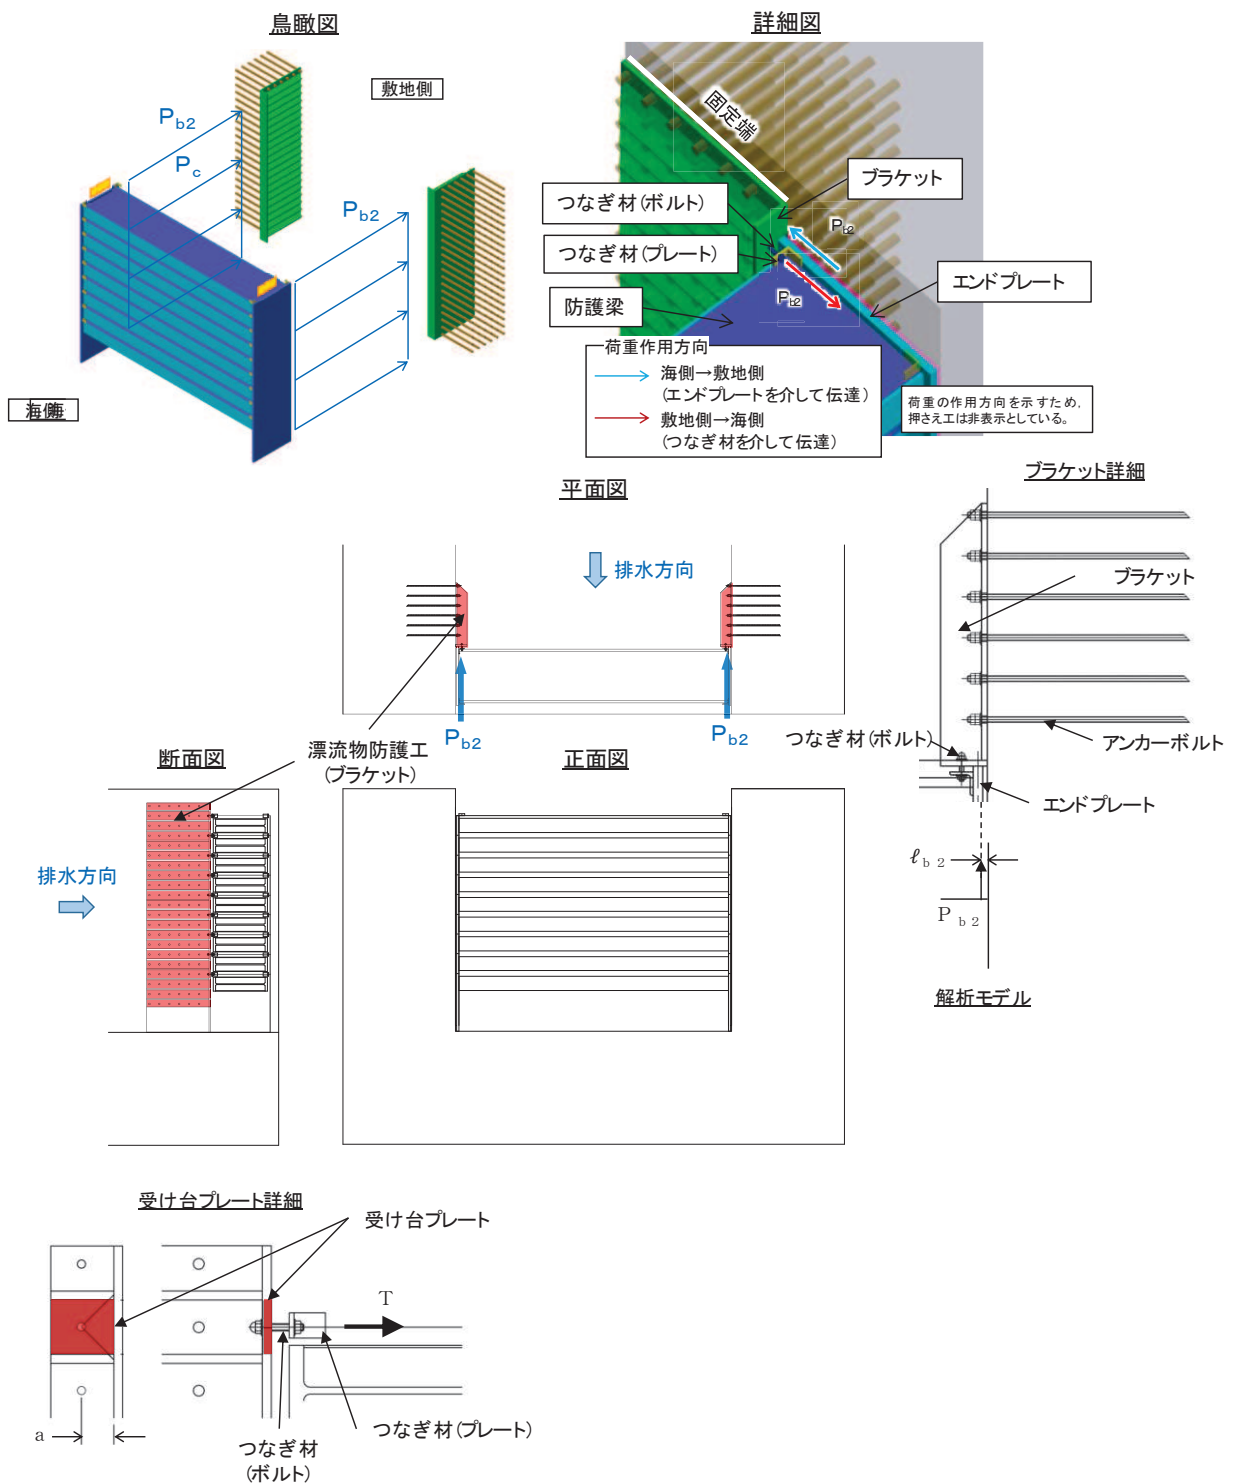 鳥瞰図
敷地側
Pb2
Pc
Pb2
海側
詳細図
固定端
ブラケット
つなぎ材(ボルト)
Pb2
つなぎ材(プレート)
エンドプレート
Pb2
防護梁
荷重作用方向
海側→敷地側
(エンドプレートを介して伝達)
敷地側→海側
(つなぎ材を介して伝達)
荷重の作用方向を示すため,
押さえ工は非表示としている。
平面図
排水方向
Pb2
Pb2
ブラケット詳細
ブラケット
つなぎ材(ボルト)
アンカーボルト
エンドプレート
ℓb2
Pb2
解析モデル
断面図
漂流物防護工
(ブラケット)
排水方向
正面図
受け台プレート詳細
受け台プレート
T
a
つなぎ材
(ボルト)
つなぎ材(プレート)